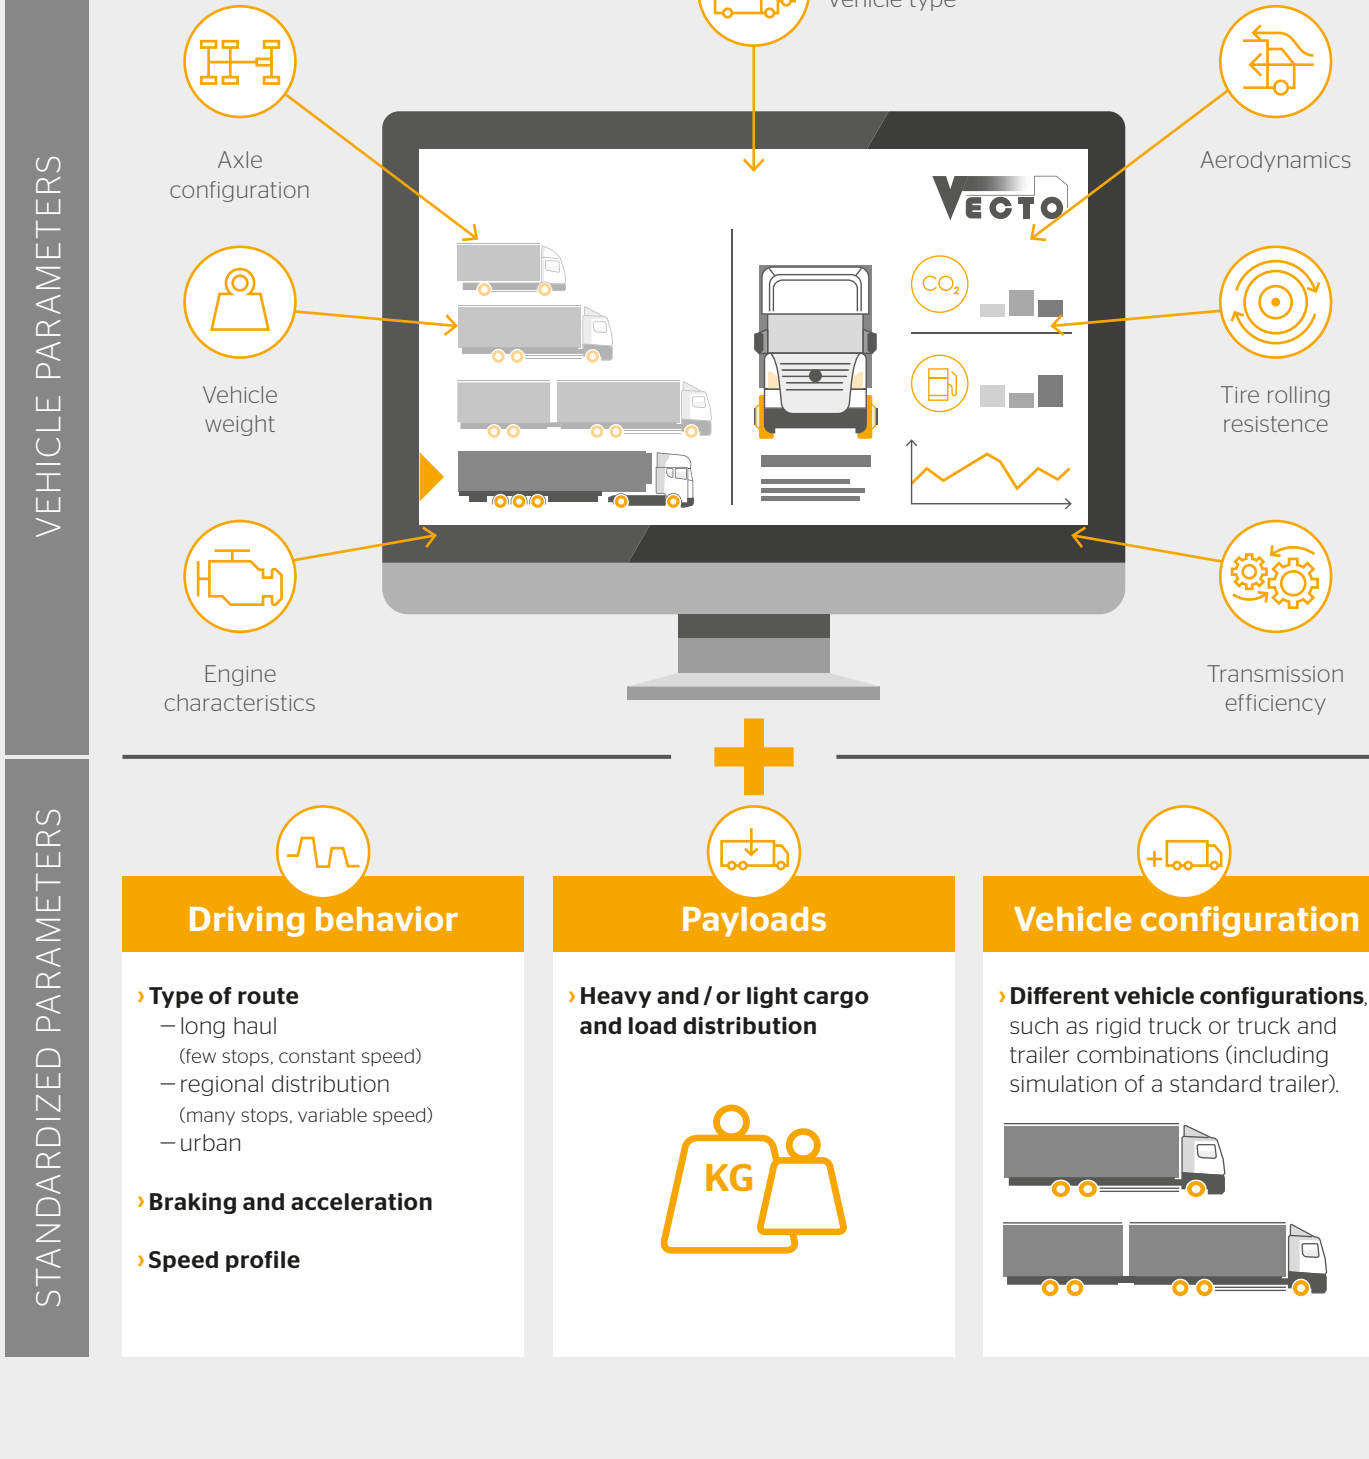 Vehicle type
VEHICLE PARAMETERS
Axle
configuration
Aerodynamics
VECTO
CO2
Vehicle
weight
Tire rolling
resistence
Engine
characteristics
Transmission
efficiency
STANDARDIZED PARAMETERS
Driving behavior
› Type of route
– long haul
(few stops, constant speed)
– regional distribution
(many stops, variable speed)
– urban
› Braking and acceleration
› Speed profile
Payloads
› Heavy and / or light cargo
and load distribution
KG
Vehicle configuration
› Different vehicle configurations,
such as rigid truck or truck and
trailer combinations (including
simulation of a standard trailer).